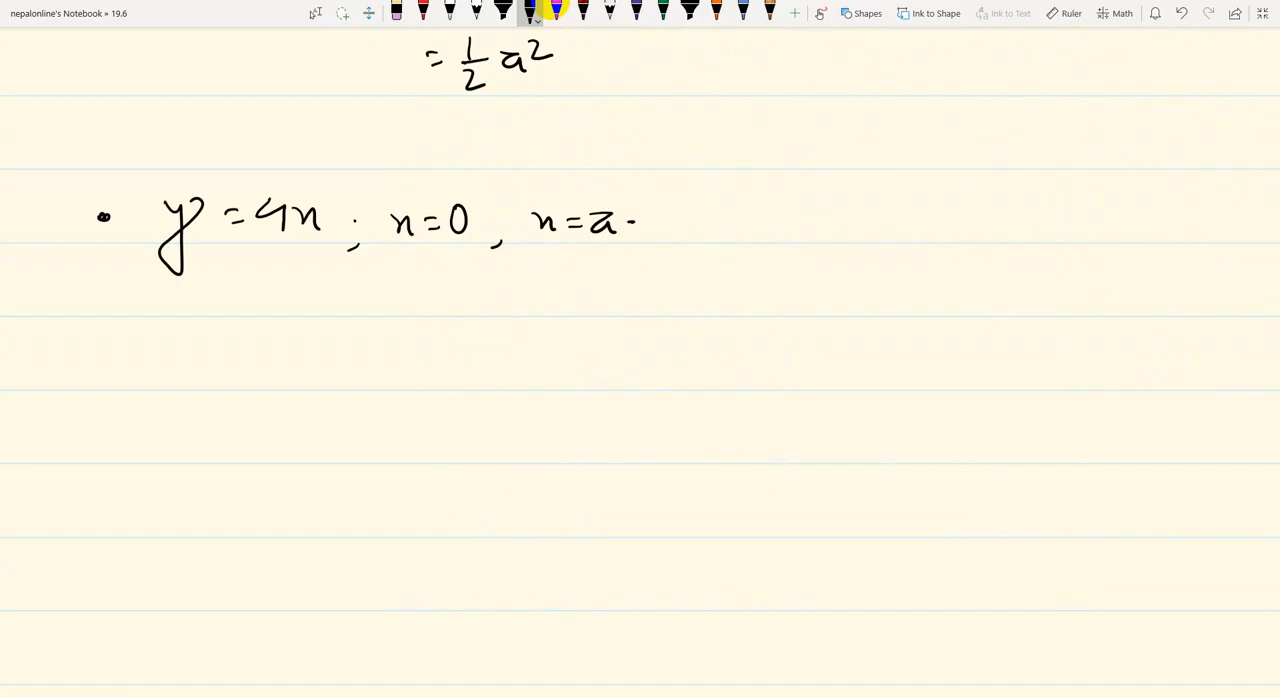 nepalonline's Notebook » 19.6 Shapes Ink to Shape Ink to Text Ruler Math
= 1/2 a²
• y = 4x ; x = 0 , x = a .